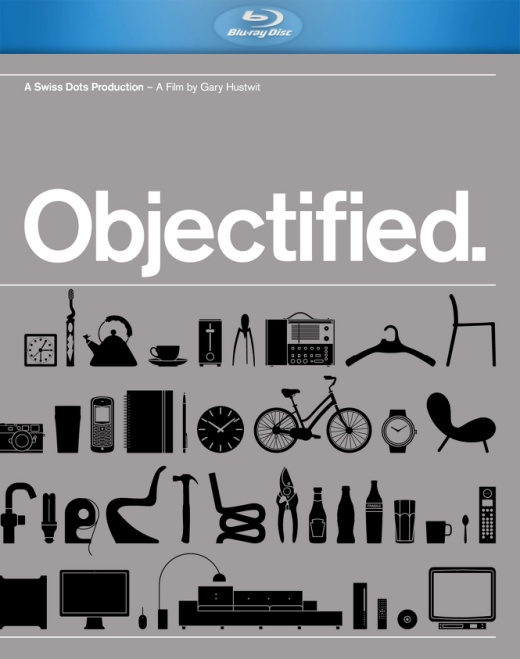 Blu-ray Disc
A Swiss Dots Production – A Film by Gary Hustwit
Objectified.